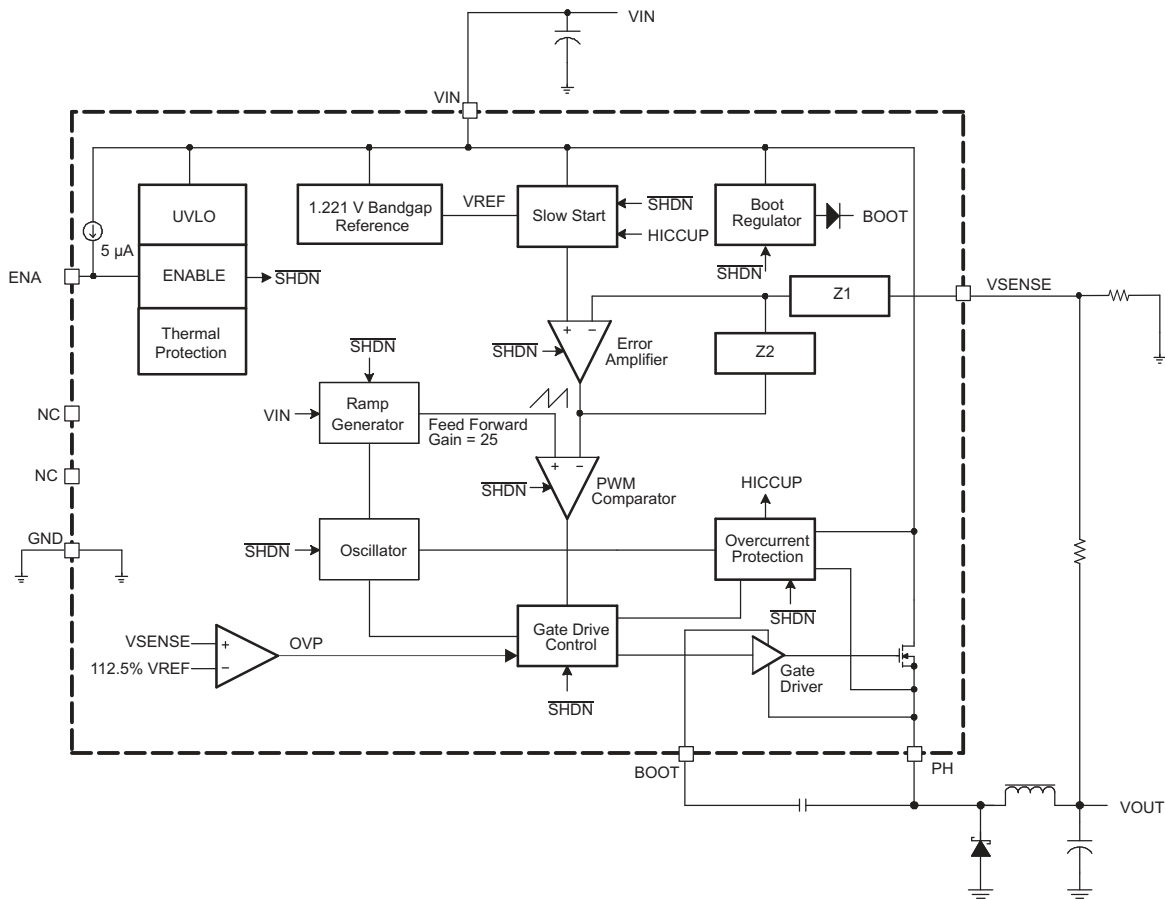 VIN
VIN
UVLO
1.221 V Bandgap
Reference
VREF
Slow Start
SHDN
HICCUP
Boot
Regulator
BOOT
SHDN
5 µA
ENA
ENABLE
SHDN
Thermal
Protection
VSENSE
Z1
Z2
+ −
SHDN
Error
Amplifier
SHDN
VIN
Ramp
Generator
Feed Forward
Gain = 25
NC
NC
+ −
SHDN
PWM
Comparator
HICCUP
GND
SHDN
Oscillator
Overcurrent
Protection
SHDN
VSENSE
+
112.5% VREF
−
OVP
Gate Drive
Control
SHDN
Gate
Driver
BOOT
PH
VOUT